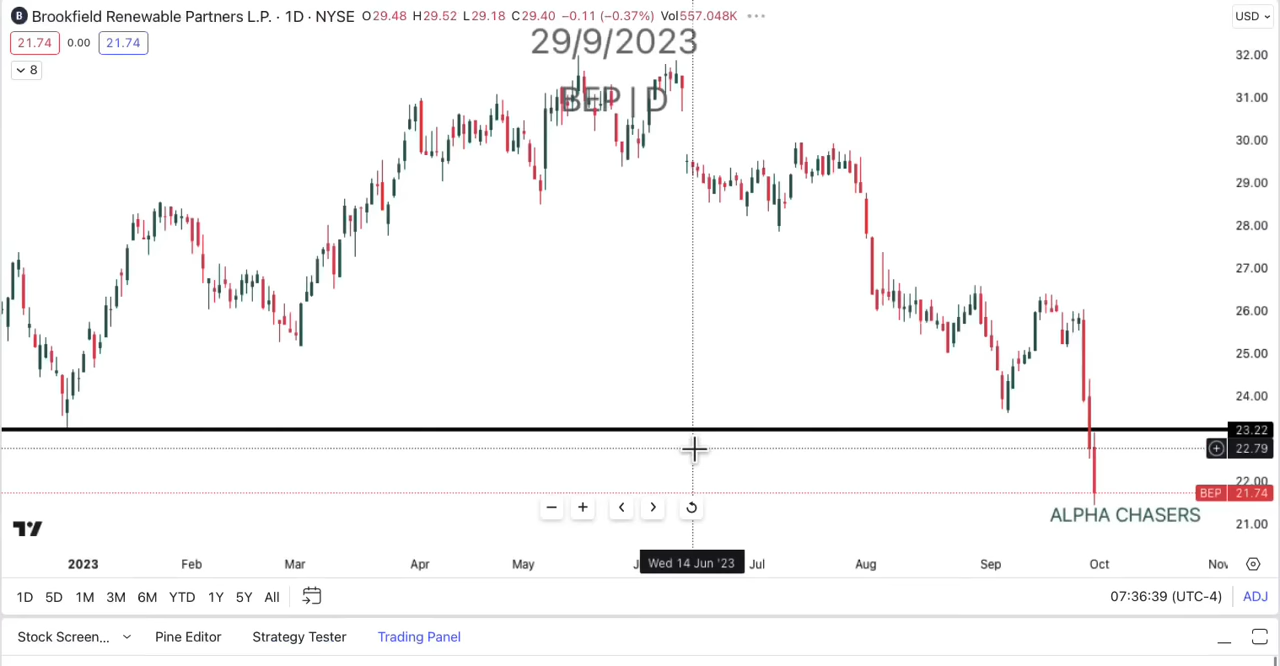 B Brookfield Renewable Partners L.P. · 1D · NYSE O29.48 H29.52 L29.18 C29.40 −0.11 (−0.37%) Vol557.048K
USD
21.74 0.00 21.74
8
29/9/2023
BEP | D
32.00
31.00
30.00
29.00
28.00
27.00
26.00
25.00
24.00
23.22
22.79
22.00
BEP 21.74
21.00
ALPHA CHASERS
2023 Feb Mar Apr May J Wed 14 Jun '23 Jul Aug Sep Oct Nov
1D 5D 1M 3M 6M YTD 1Y 5Y All 07:36:39 (UTC-4) ADJ
Stock Screen... Pine Editor Strategy Tester Trading Panel